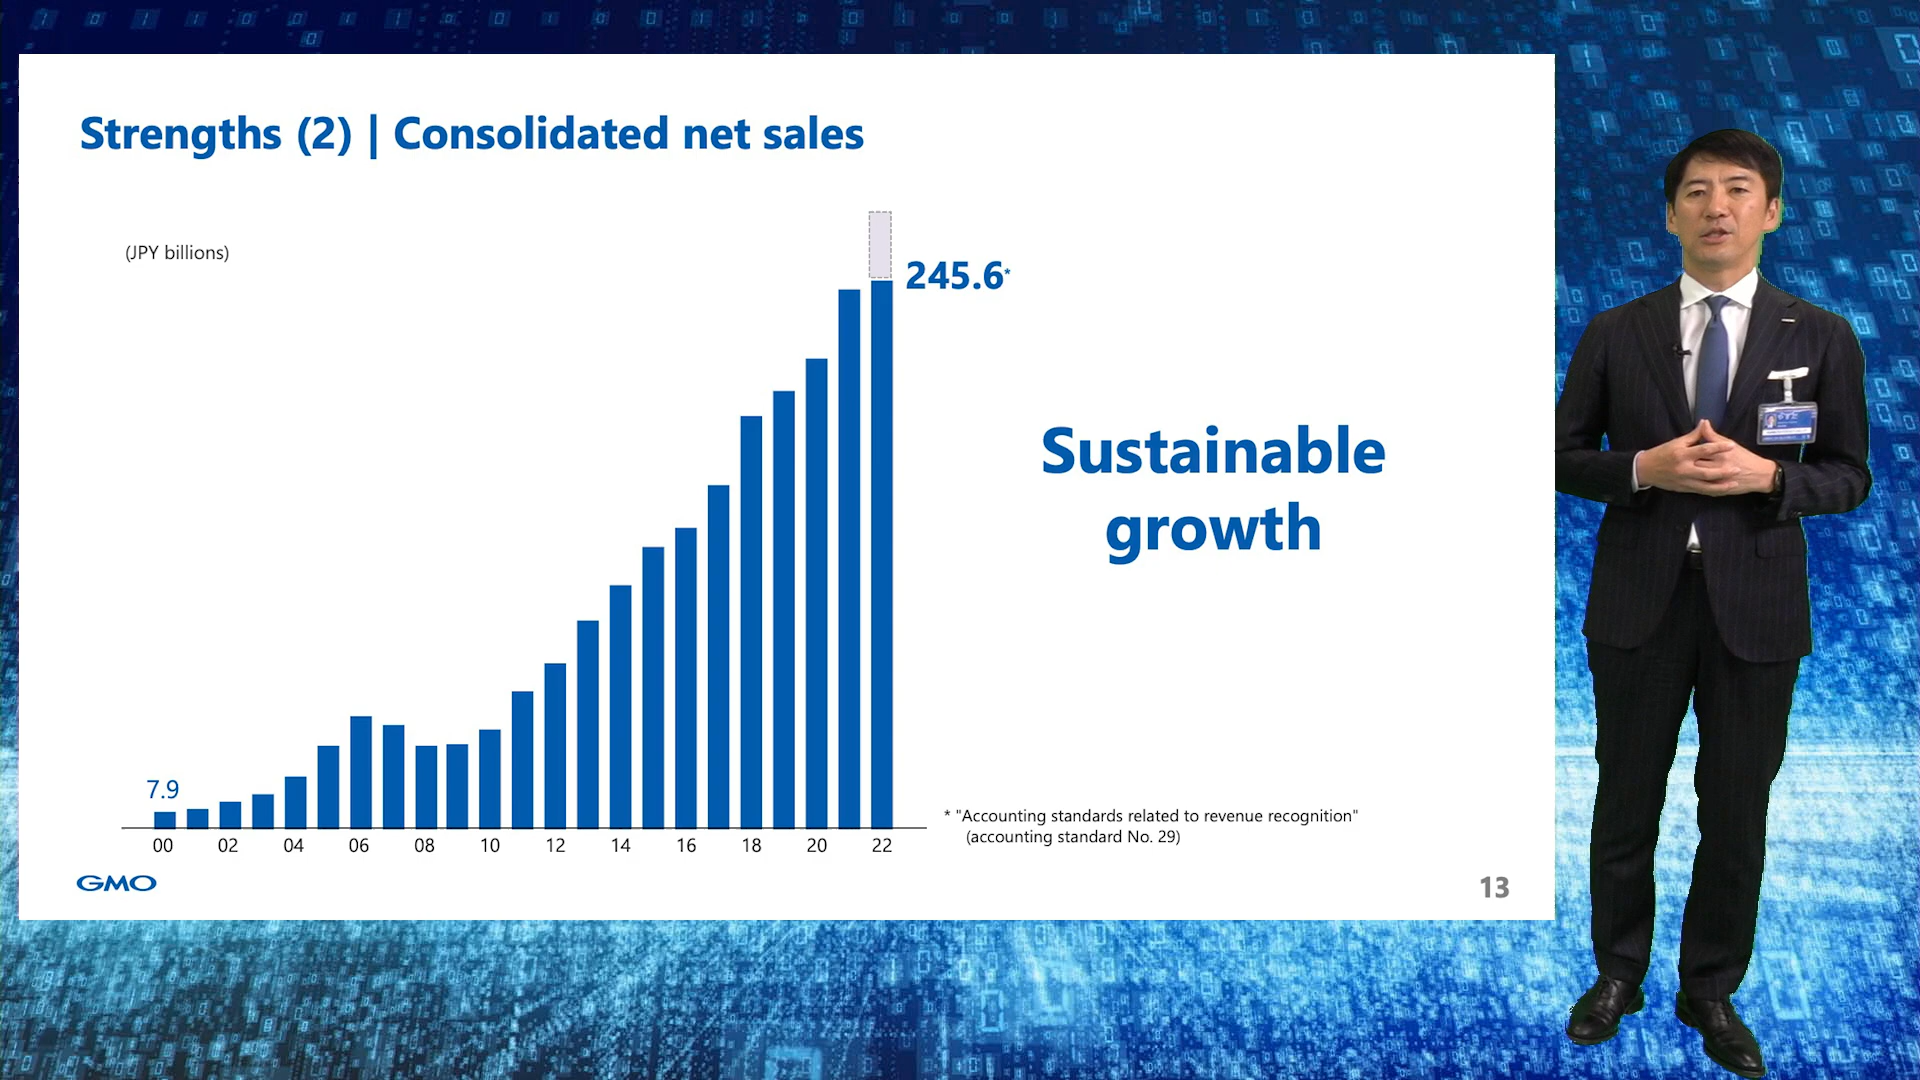 Strengths (2) | Consolidated net sales
(JPY billions)
245.6*
Sustainable
growth
7.9
* "Accounting standards related to revenue recognition"
(accounting standard No. 29)
00 02 04 06 08 10 12 14 16 18 20 22
GMO
13